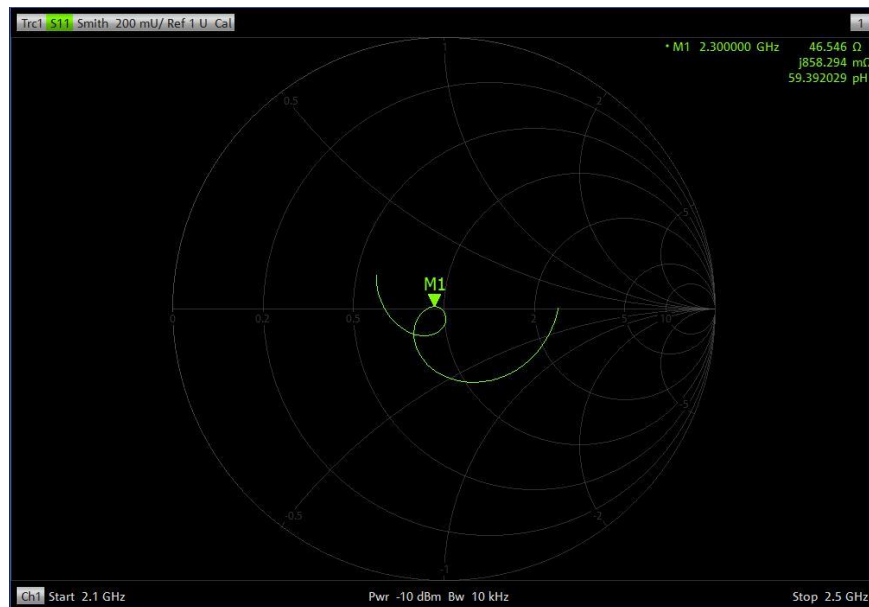 Trc1 S11 Smith 200 mU/ Ref 1 U Cal 1
• M1 2.300000 GHz 46.546 Ω
j858.294 mΩ
59.392029 pH
1
0.5 2
5
M1
0 0.2 0.5 2 5 10
-5
-0.5 -2
-1
Ch1 Start 2.1 GHz Pwr -10 dBm Bw 10 kHz Stop 2.5 GHz